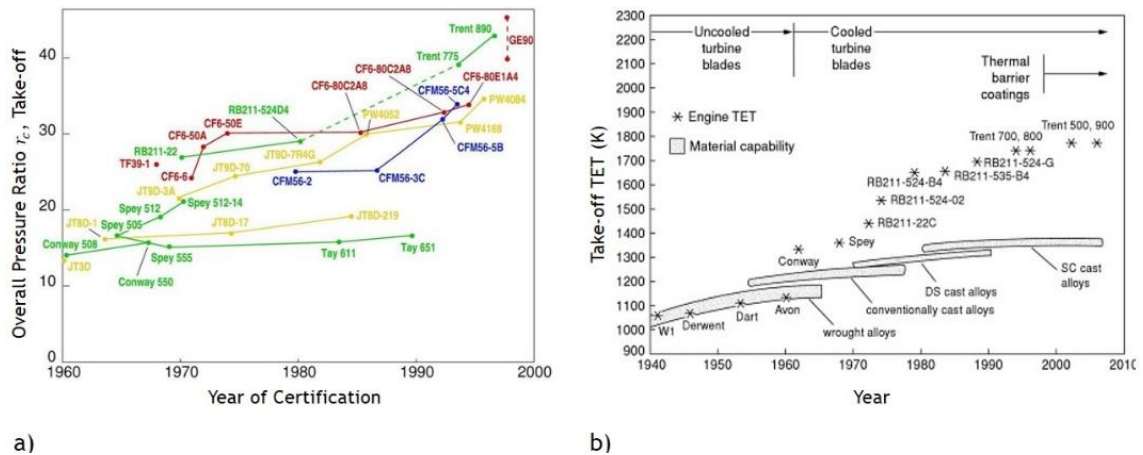 Overall Pressure Ratio r_c, Take-off
40
30
20
10
0
1960
1970
1980
1990
2000
Year of Certification
Trent 890
GE90
Trent 775
CF6-80C2A8
CF6-80E1A4
CF6-80C2A8
CFM56-5C4
PW4084
RB211-524D4
PW4052
CF6-50E
CF6-50A
PW4168
RB211-22
JT9D-7R4G
CFM56-5B
TF39-1
JT9D-70
CF6-6
CFM56-2
CFM56-3C
JT9D-3A
Spey 512
Spey 512-14
JT8D-1
Spey 505
JT8D-17
JT8D-219
Conway 508
JT3D
Spey 555
Tay 611
Tay 651
Conway 550
a)
Take-off TET (K)
2300
2200
2100
2000
1900
1800
1700
1600
1500
1400
1300
1200
1100
1000
900
1940
1950
1960
1970
1980
1990
2000
2010
Year
Uncooled
turbine
blades
Cooled
turbine
blades
Thermal
barrier
coatings
Engine TET
Material capability
Trent 500, 900
Trent 700, 800
RB211-524-G
RB211-535-B4
RB211-524-B4
RB211-524-02
RB211-22C
Spey
Conway
SC cast
alloys
DS cast alloys
conventionally cast alloys
wrought alloys
W1
Derwent
Dart
Avon
b)